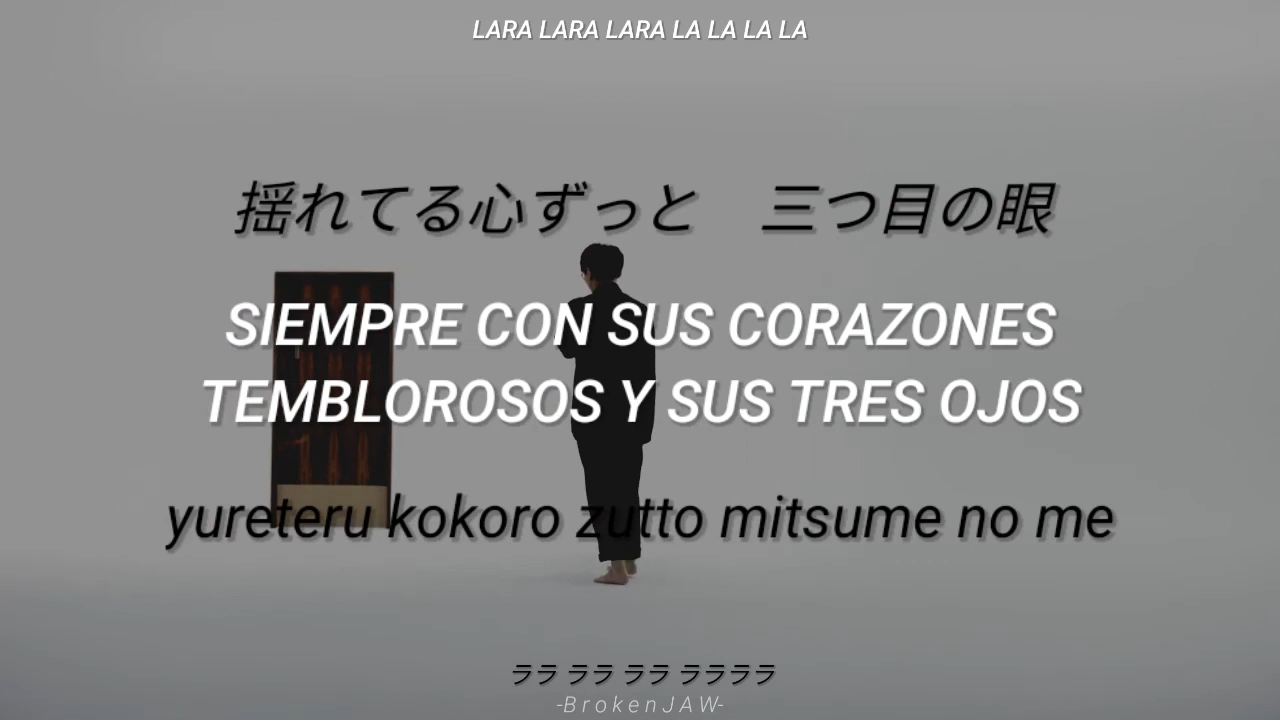 LARA LARA LARA LA LA LA LA
揺れてる心ずっと　三つ目の眼
SIEMPRE CON SUS CORAZONES
TEMBLOROSOS Y SUS TRES OJOS
yureteru kokoro zutto mitsume no me
ララ ララ ララ ララララ
-BrokenJAW-